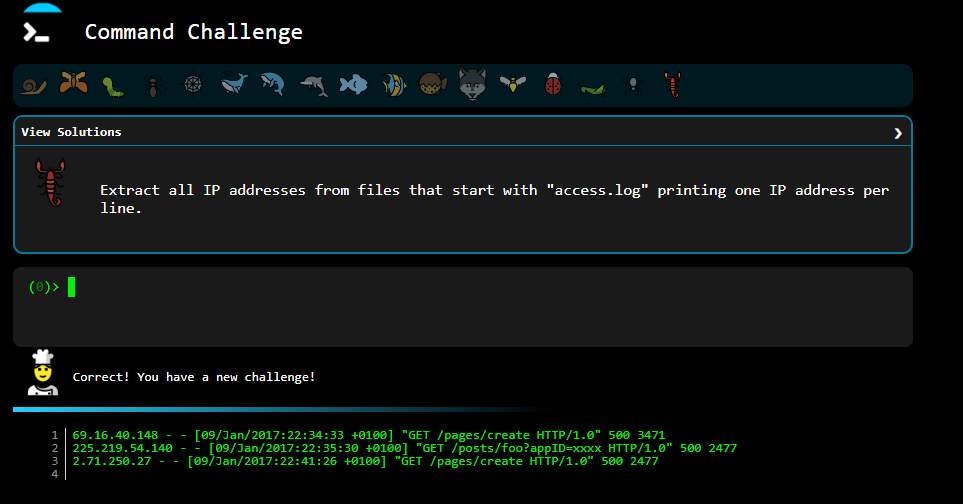 Command Challenge
View Solutions
Extract all IP addresses from files that start with "access.log" printing one IP address per
line.
(0)>
Correct! You have a new challenge!
1 69.16.40.148 - - [09/Jan/2017:22:34:33 +0100] "GET /pages/create HTTP/1.0" 500 3471
2 225.219.54.140 - - [09/Jan/2017:22:35:30 +0100] "GET /posts/foo?appID=xxxx HTTP/1.0" 500 2477
3 2.71.250.27 - - [09/Jan/2017:22:41:26 +0100] "GET /pages/create HTTP/1.0" 500 2477
4